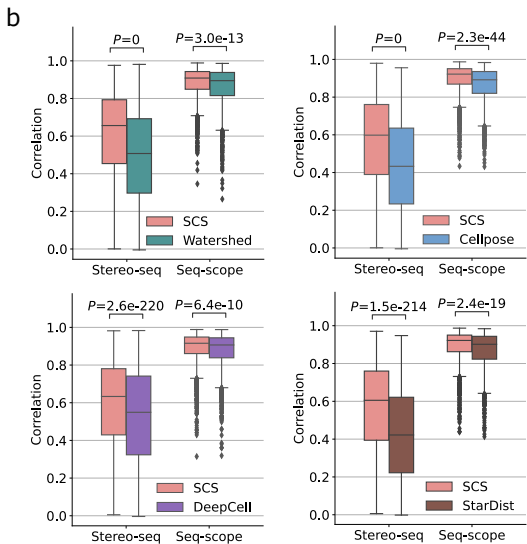 b
P=0
P=3.0e-13
1.0
0.8
0.6
0.4
0.2
0.0
Correlation
SCS
Watershed
Stereo-seq
Seq-scope
P=0
P=2.3e-44
1.0
0.8
0.6
0.4
0.2
0.0
Correlation
SCS
Cellpose
Stereo-seq
Seq-scope
P=2.6e-220
P=6.4e-10
1.0
0.8
0.6
0.4
0.2
0.0
Correlation
SCS
DeepCell
Stereo-seq
Seq-scope
P=1.5e-214
P=2.4e-19
1.0
0.8
0.6
0.4
0.2
0.0
Correlation
SCS
StarDist
Stereo-seq
Seq-scope